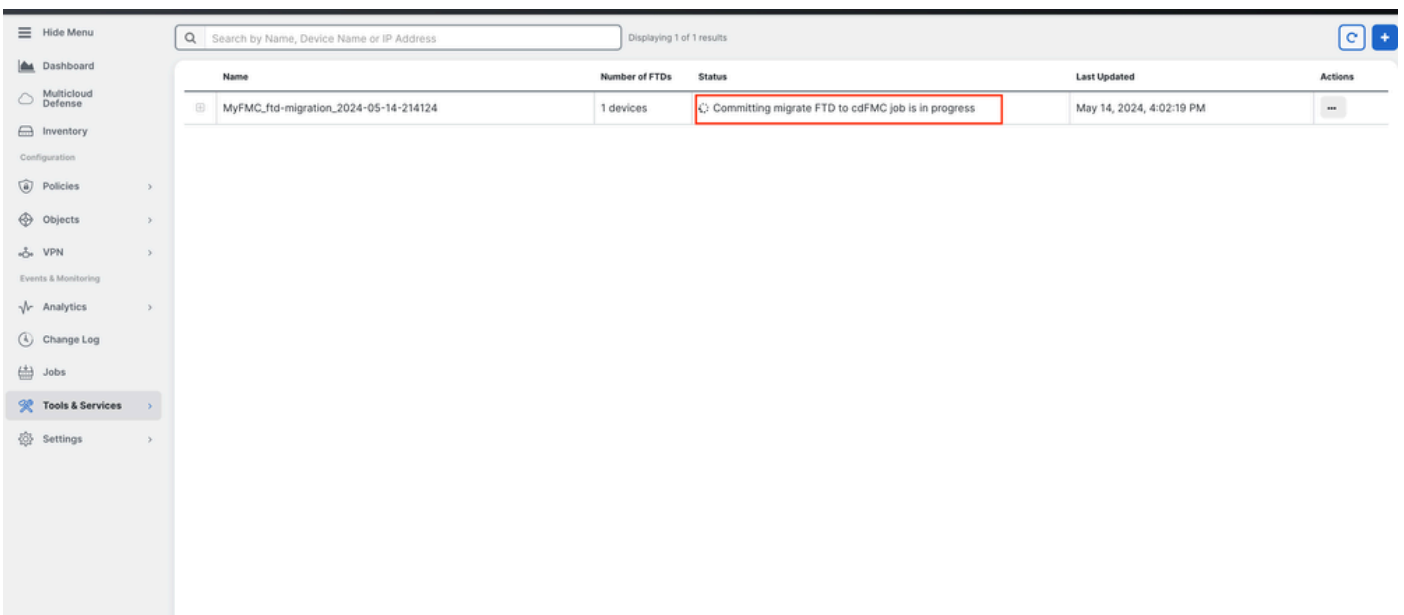 Hide Menu
Dashboard
Multicloud
Defense
Inventory
Configuration
Policies
Objects
VPN
Events & Monitoring
Analytics
Change Log
Jobs
Tools & Services
Settings
Search by Name, Device Name or IP Address
Displaying 1 of 1 results
Name Number of FTDs Status Last Updated Actions
MyFMC_ftd-migration_2024-05-14-214124 1 devices Committing migrate FTD to cdFMC job is in progress May 14, 2024, 4:02:19 PM